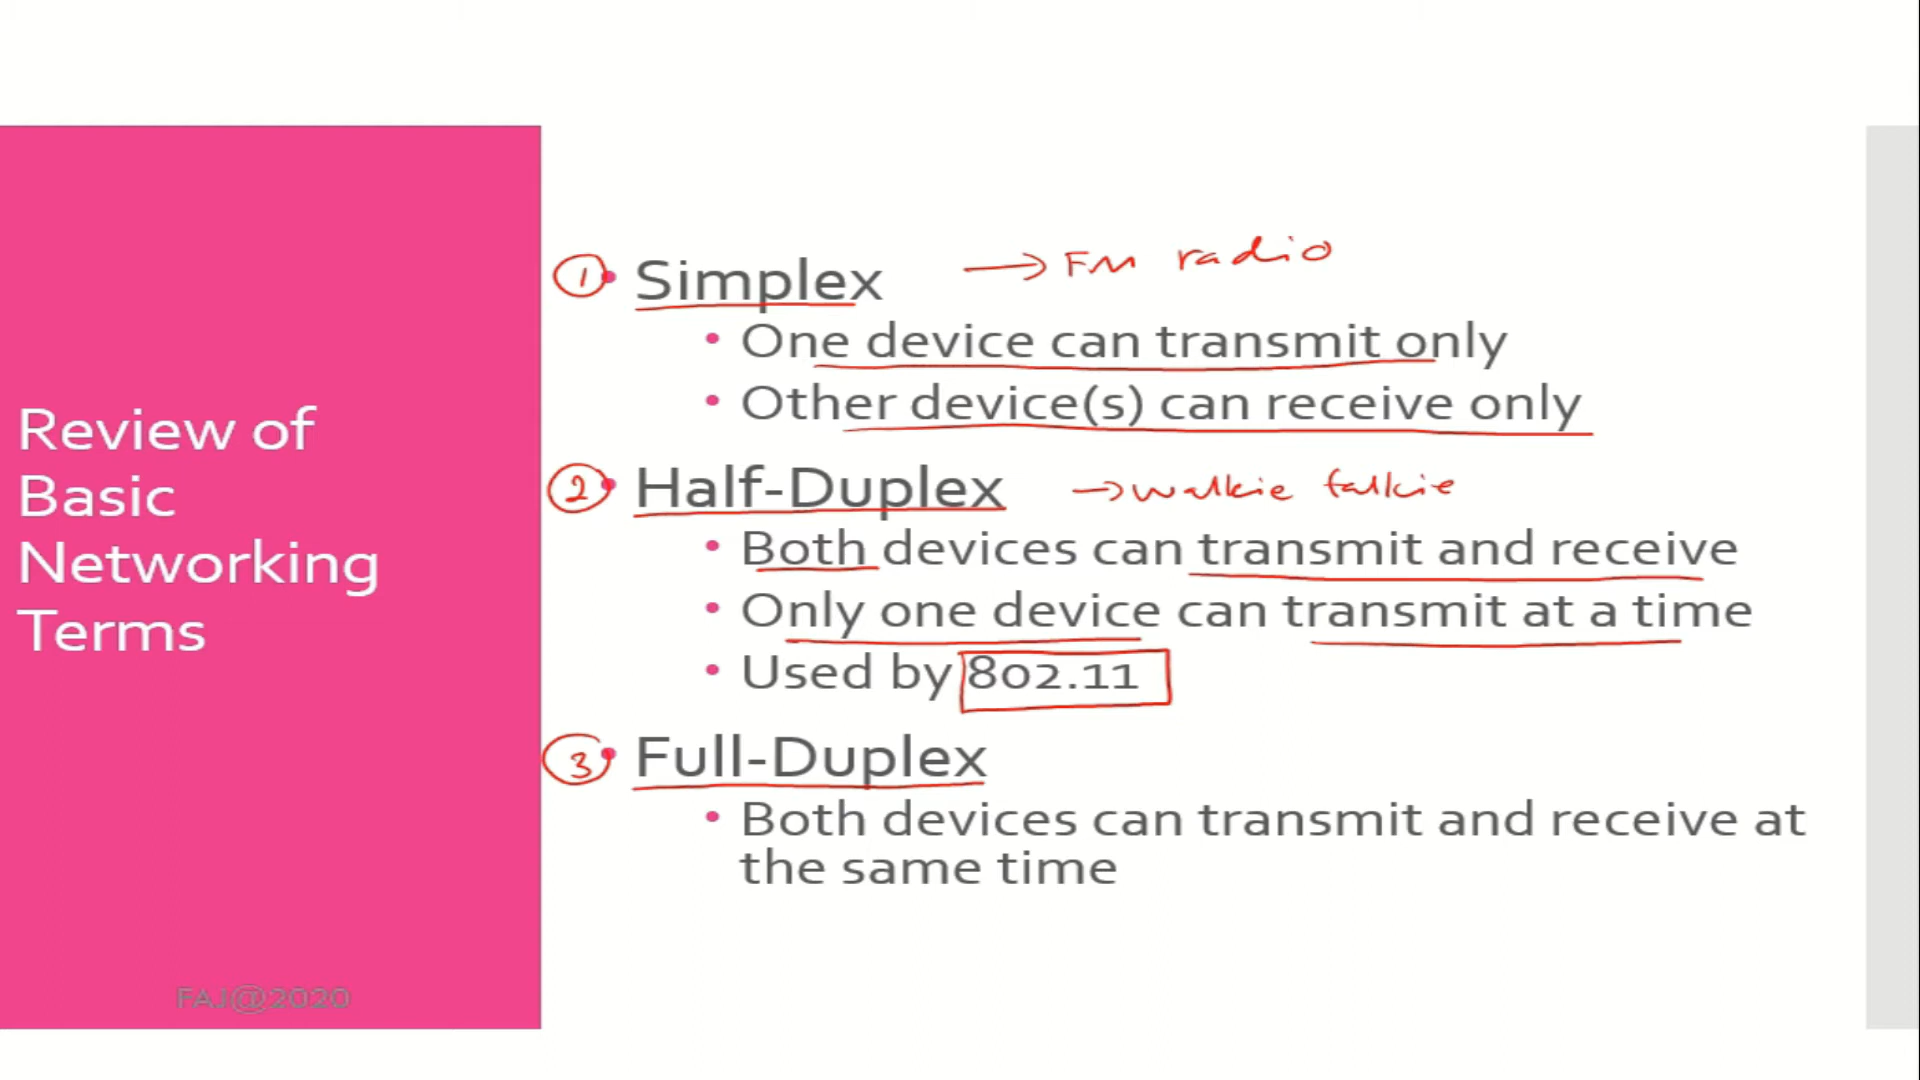 Review of
Basic
Networking
Terms
FAJ@2020
① • Simplex → FM radio
• One device can transmit only
• Other device(s) can receive only
② • Half-Duplex → walkie talkie
• Both devices can transmit and receive
• Only one device can transmit at a time
• Used by 802.11
③ • Full-Duplex
• Both devices can transmit and receive at
the same time